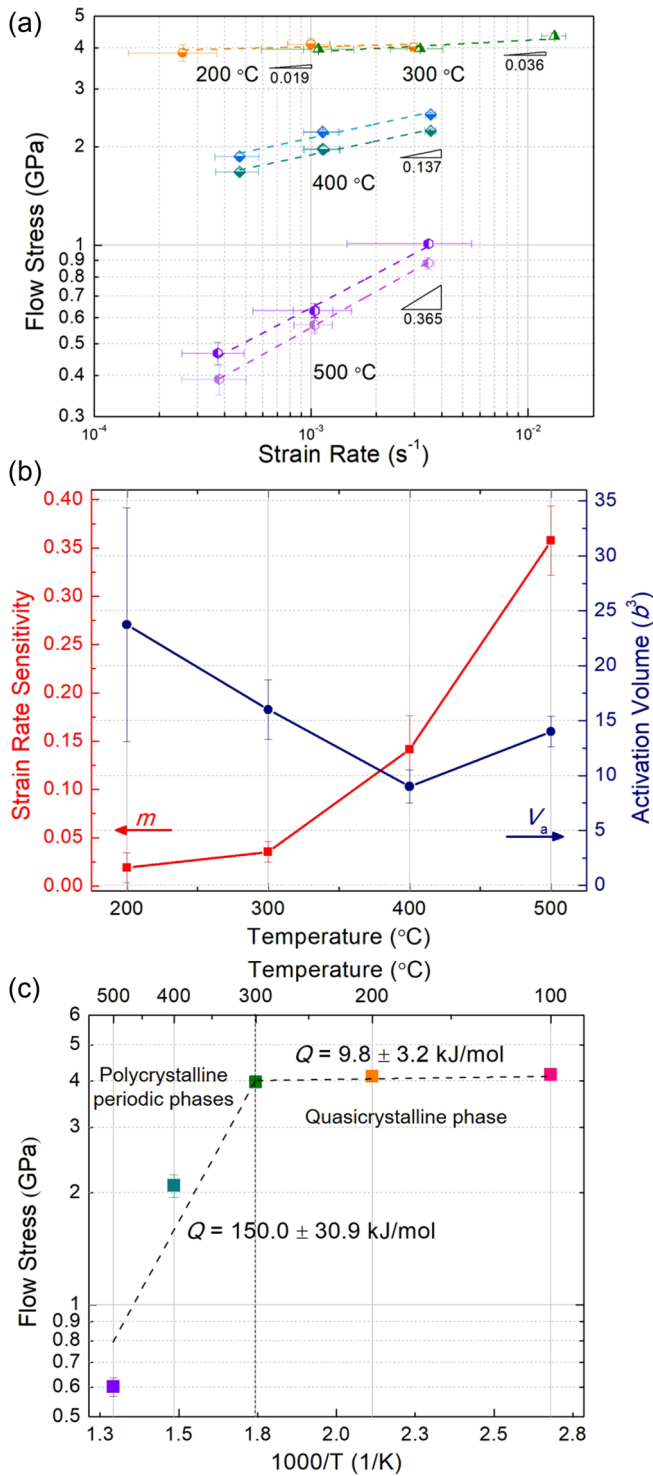 (a)
6
5
4
3
2
1
0.9
0.8
0.7
0.6
0.5
0.4
0.3
Flow Stress (GPa)
200 °C
0.019
300 °C
0.036
400 °C
0.137
0.365
500 °C
10⁻⁴
10⁻³
10⁻²
Strain Rate (s⁻¹)
(b)
0.40
0.35
0.30
0.25
0.20
0.15
0.10
0.05
0.00
Strain Rate Sensitivity
m
35
30
25
20
15
10
5
0
Activation Volume (b³)
Vₐ
200
300
400
500
Temperature (°C)
(c)
Temperature (°C)
500
400
300
200
100
6
5
4
3
2
1
0.9
0.8
0.7
0.6
0.5
Flow Stress (GPa)
Q = 9.8 ± 3.2 kJ/mol
Polycrystalline
periodic phases
Quasicrystalline phase
Q = 150.0 ± 30.9 kJ/mol
1.3
1.5
1.8
2.0
2.3
2.5
2.8
1000/T (1/K)